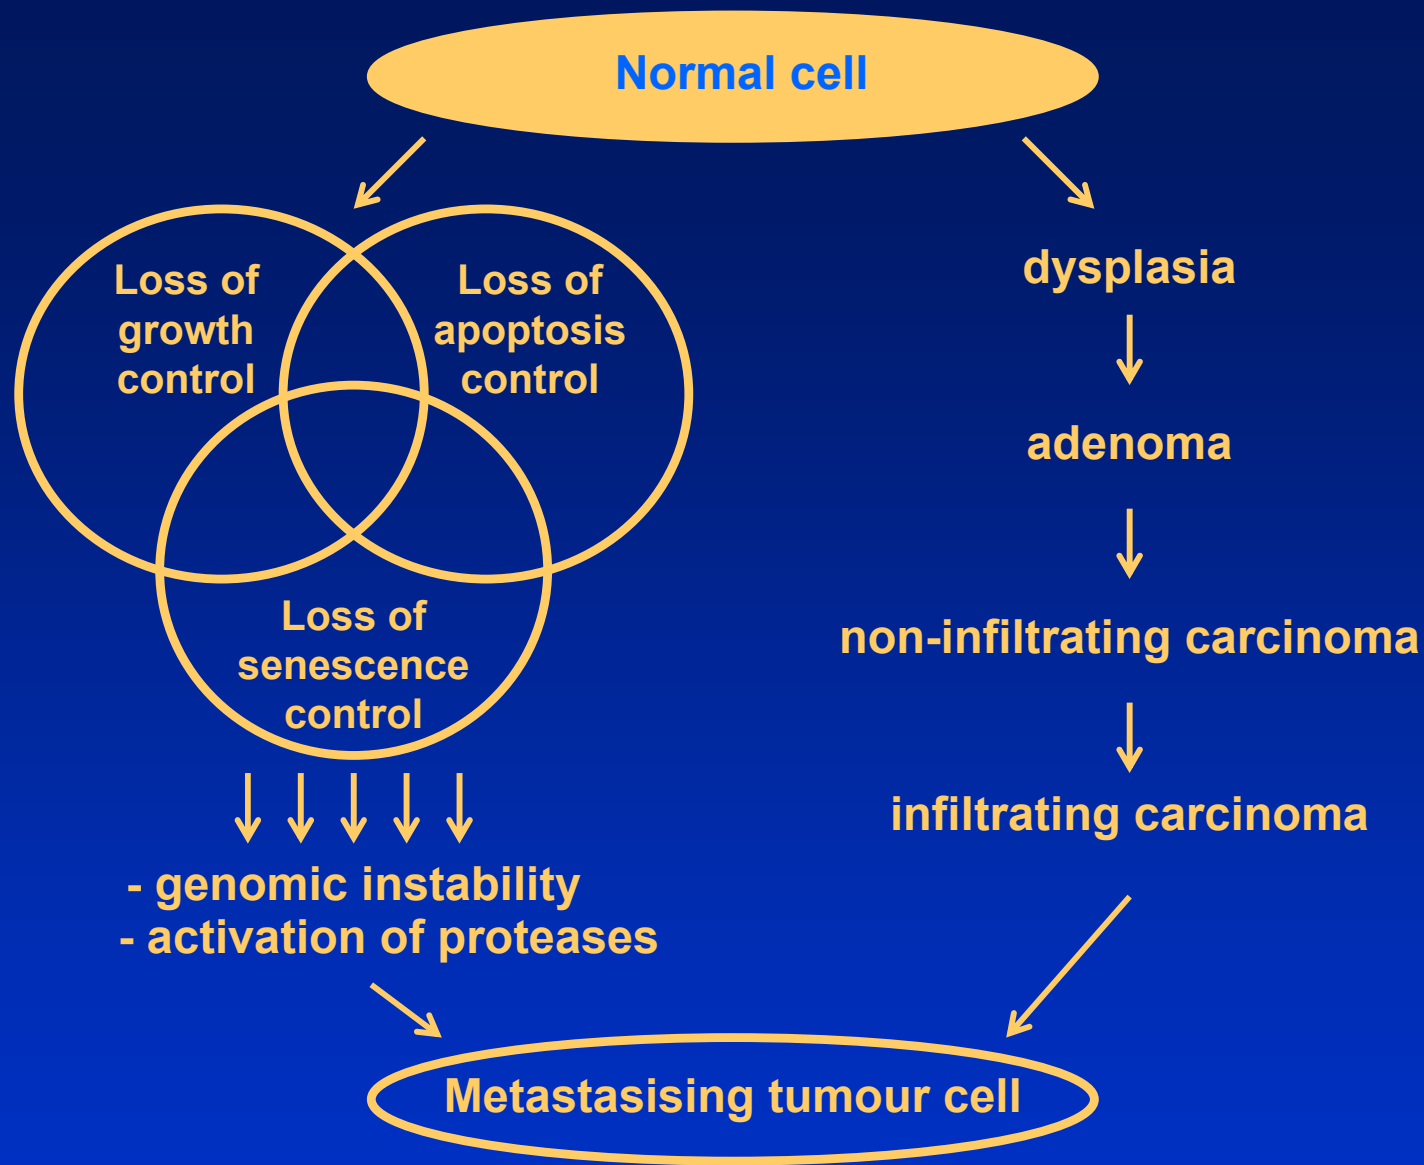 Normal cell
Loss of
growth
control
Loss of
apoptosis
control
Loss of
senescence
control
- genomic instability
- activation of proteases
dysplasia
adenoma
non-infiltrating carcinoma
infiltrating carcinoma
Metastasising tumour cell